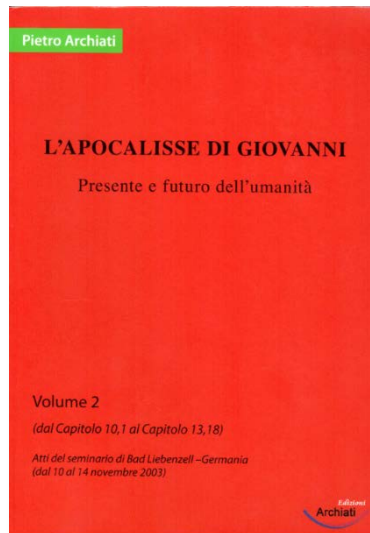 Pietro Archiati
L'APOCALISSE DI GIOVANNI
Presente e futuro dell'umanità
Volume 2
(dal Capitolo 10,1 al Capitolo 13,18)
Atti del seminario di Bad Liebenzell –Germania
(dal 10 al 14 novembre 2003)
Edizioni
Archiati